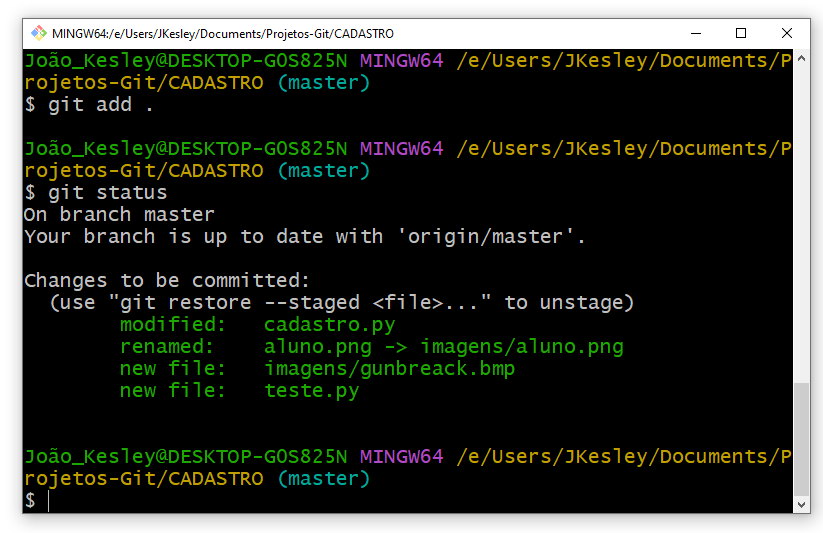 MINGW64:/e/Users/JKesley/Documents/Projetos-Git/CADASTRO
João_Kesley@DESKTOP-GOS825N MINGW64 /e/Users/JKesley/Documents/P
rojetos-Git/CADASTRO (master)
$ git add .
João_Kesley@DESKTOP-GOS825N MINGW64 /e/Users/JKesley/Documents/P
rojetos-Git/CADASTRO (master)
$ git status
On branch master
Your branch is up to date with 'origin/master'.
Changes to be committed:
  (use "git restore --staged <file>..." to unstage)
        modified:   cadastro.py
        renamed:    aluno.png -> imagens/aluno.png
        new file:   imagens/gunbreack.bmp
        new file:   teste.py
João_Kesley@DESKTOP-GOS825N MINGW64 /e/Users/JKesley/Documents/P
rojetos-Git/CADASTRO (master)
$